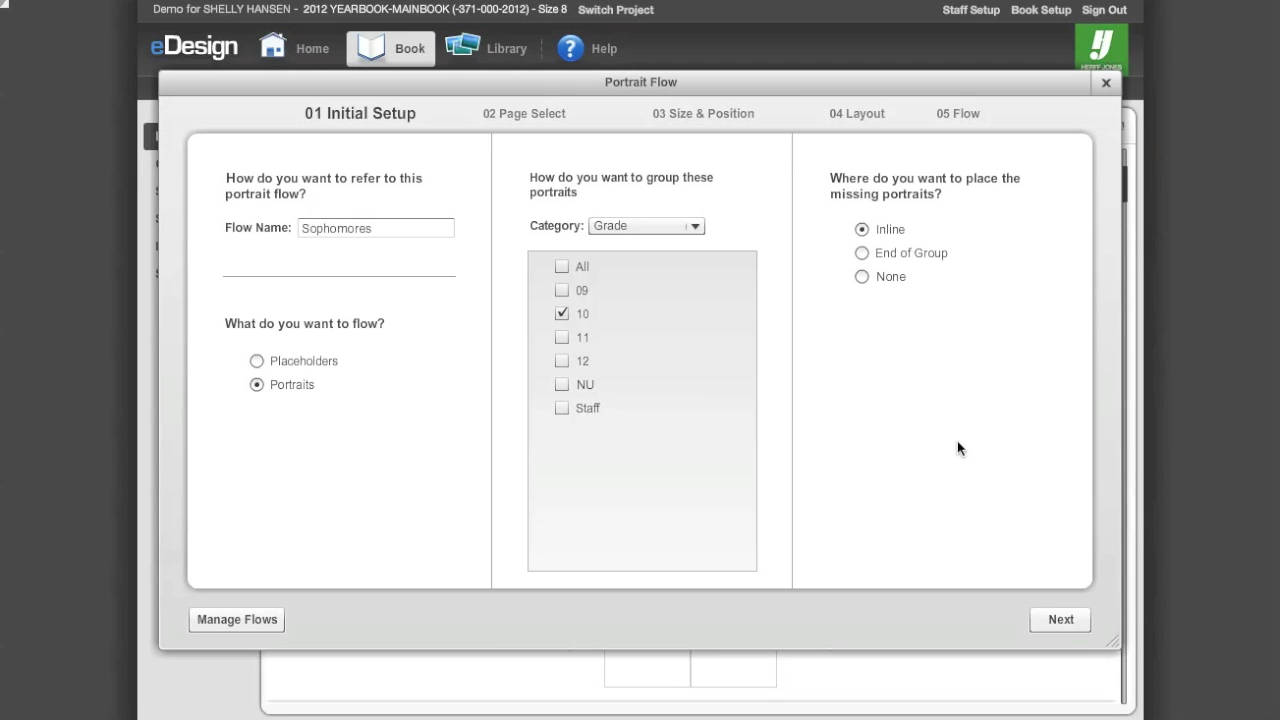 Demo for SHELLY HANSEN - 2012 YEARBOOK-MAINBOOK (-371-000-2012) - Size 8 Switch Project Staff Setup Book Setup Sign Out
eDesign Home Book Library ? Help
HERFF JONES
Portrait Flow
01 Initial Setup 02 Page Select 03 Size & Position 04 Layout 05 Flow
How do you want to refer to this
portrait flow?
Flow Name: Sophomores
What do you want to flow?
Placeholders
Portraits
How do you want to group these
portraits
Category: Grade
All
09
10
11
12
NU
Staff
Where do you want to place the
missing portraits?
Inline
End of Group
None
Manage Flows Next